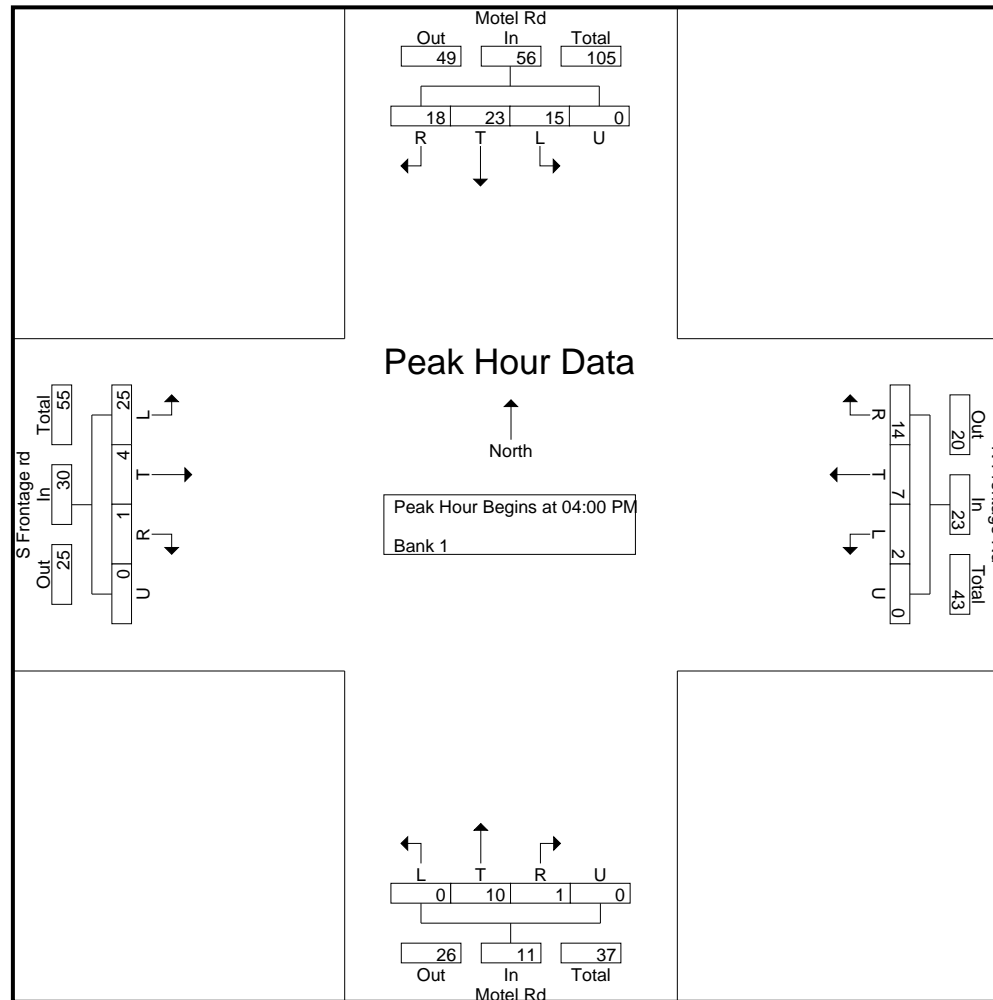 Motel Rd
Out In Total
49 56 105
18 23 15 0
R T L U
Peak Hour Data
North
Peak Hour Begins at 04:00 PM
Bank 1
S Frontage rd
Total In Out
55 30 25
25 4 1 0
L T R U
Out In Total
20 23 43
14 7 2 0
R T L U
L T R U
0 10 1 0
26 11 37
Out In Total
Motel Rd